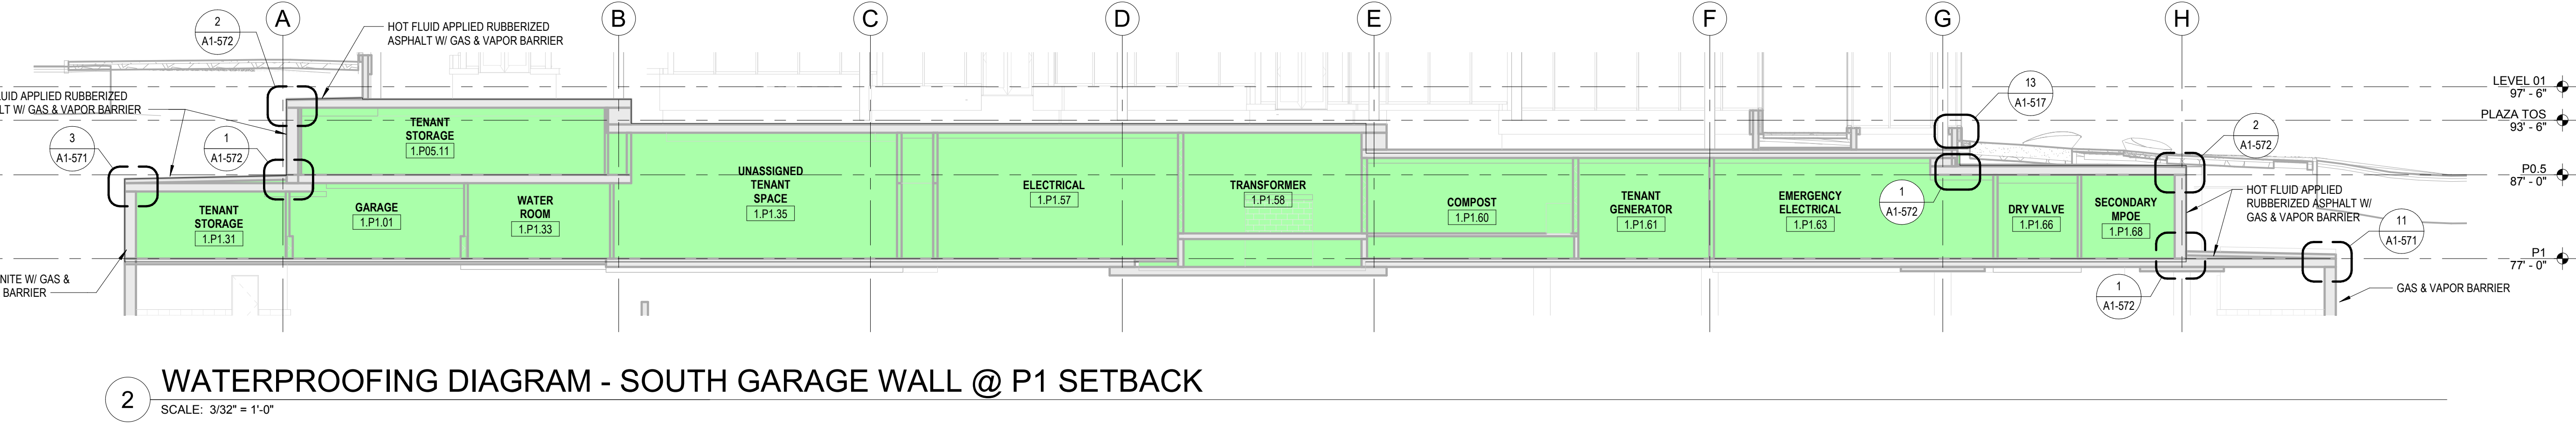 A
B
C
D
E
F
G
H
2
A1-572
HOT FLUID APPLIED RUBBERIZED
ASPHALT W/ GAS & VAPOR BARRIER
UID APPLIED RUBBERIZED
LT W/ GAS & VAPOR BARRIER
3
A1-571
1
A1-572
TENANT
STORAGE
1.P05.11
TENANT
STORAGE
1.P1.31
GARAGE
1.P1.01
WATER
ROOM
1.P1.33
UNASSIGNED
TENANT
SPACE
1.P1.35
ELECTRICAL
1.P1.57
TRANSFORMER
1.P1.58
COMPOST
1.P1.60
TENANT
GENERATOR
1.P1.61
EMERGENCY
ELECTRICAL
1.P1.63
1
A1-572
DRY VALVE
1.P1.66
SECONDARY
MPOE
1.P1.68
13
A1-517
2
A1-572
HOT FLUID APPLIED
RUBBERIZED ASPHALT W/
GAS & VAPOR BARRIER
11
A1-571
1
A1-572
GAS & VAPOR BARRIER
LEVEL 01
97' - 6"
PLAZA TOS
93' - 6"
P0.5
87' - 0"
P1
77' - 0"
NITE W/ GAS &
BARRIER
2
WATERPROOFING DIAGRAM - SOUTH GARAGE WALL @ P1 SETBACK
SCALE: 3/32" = 1'-0"